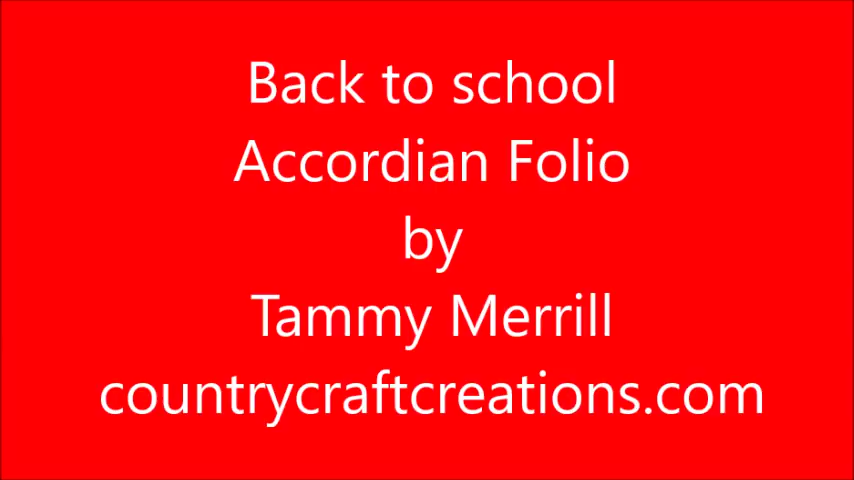 Back to school
Accordian Folio
by
Tammy Merrill
countrycraftcreations.com